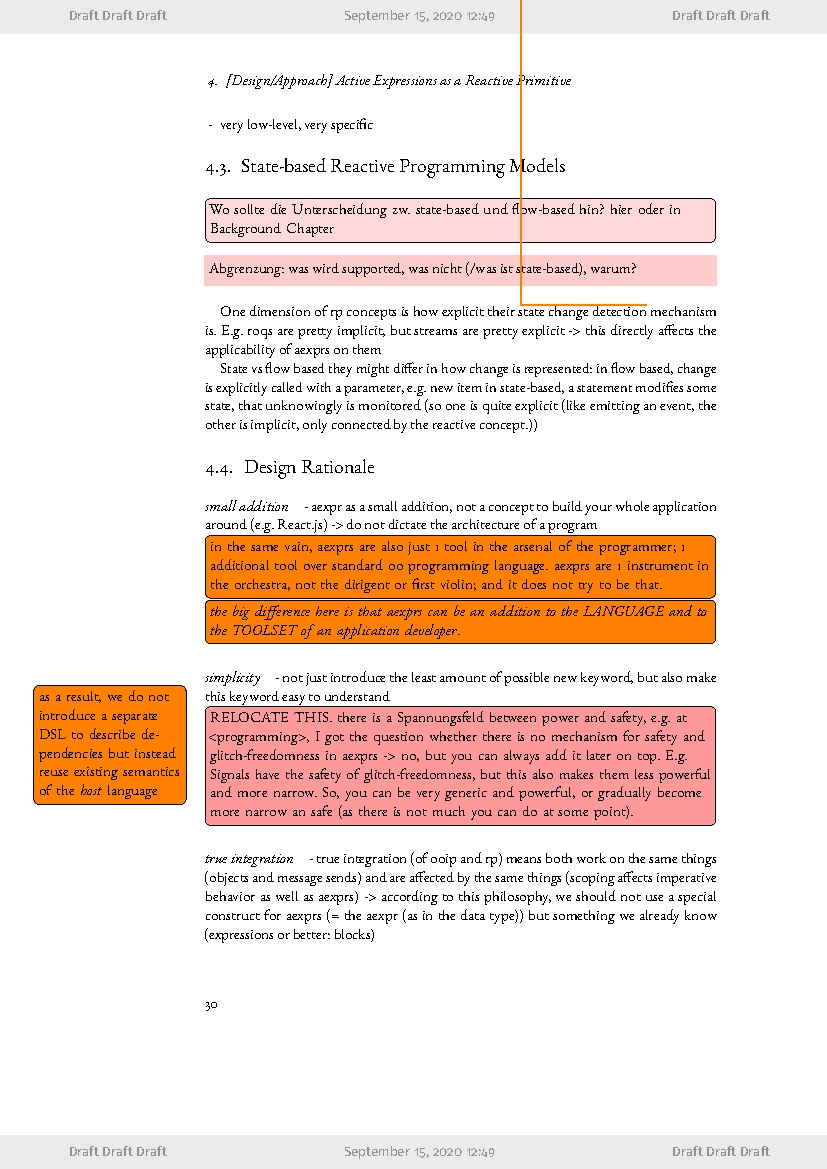 Draft Draft Draft September 15, 2020 12:49 Draft Draft Draft
4. [Design/Approach] Active Expressions as a Reactive Primitive
- very low-level, very specific
4.3. State-based Reactive Programming Models
Wo sollte die Unterscheidung zw. state-based und flow-based hin? hier oder in
Background Chapter
Abgrenzung: was wird supported, was nicht (/was ist state-based), warum?
One dimension of rp concepts is how explicit their state change detection mechanism
is. E.g. roqs are pretty implicit, but streams are pretty explicit -> this directly affects the
applicability of aexprs on them
State vs flow based they might differ in how change is represented: in flow based, change
is explicitly called with a parameter, e.g. new item in state-based, a statement modifies some
state, that unknowingly is monitored (so one is quite explicit (like emitting an event, the
other is implicit, only connected by the reactive concept.))
4.4. Design Rationale
small addition - aexpr as a small addition, not a concept to build your whole application
around (e.g. React.js) -> do not dictate the architecture of a program
in the same vain, aexprs are also just 1 tool in the arsenal of the programmer; 1
additional tool over standard oo programming language. aexprs are 1 instrument in
the orchestra, not the dirigent or first violin; and it does not try to be that.
the big difference here is that aexprs can be an addition to the LANGUAGE and to
the TOOLSET of an application developer.
simplicity - not just introduce the least amount of possible new keyword, but also make
this keyword easy to understand
as a result, we do not
introduce a separate
DSL to describe de-
pendencies but instead
reuse existing semantics
of the host language
RELOCATE THIS. there is a Spannungsfeld between power and safety, e.g. at
<programming>, I got the question whether there is no mechanism for safety and
glitch-freedomness in aexprs -> no, but you can always add it later on top. E.g.
Signals have the safety of glitch-freedomness, but this also makes them less powerful
and more narrow. So, you can be very generic and powerful, or gradually become
more narrow an safe (as there is not much you can do at some point).
true integration - true integration (of ooip and rp) means both work on the same things
(objects and message sends) and are affected by the same things (scoping affects imperative
behavior as well as aexprs) -> according to this philosophy, we should not use a special
construct for aexprs (= the aexpr (as in the data type)) but something we already know
(expressions or better: blocks)
30
Draft Draft Draft September 15, 2020 12:49 Draft Draft Draft